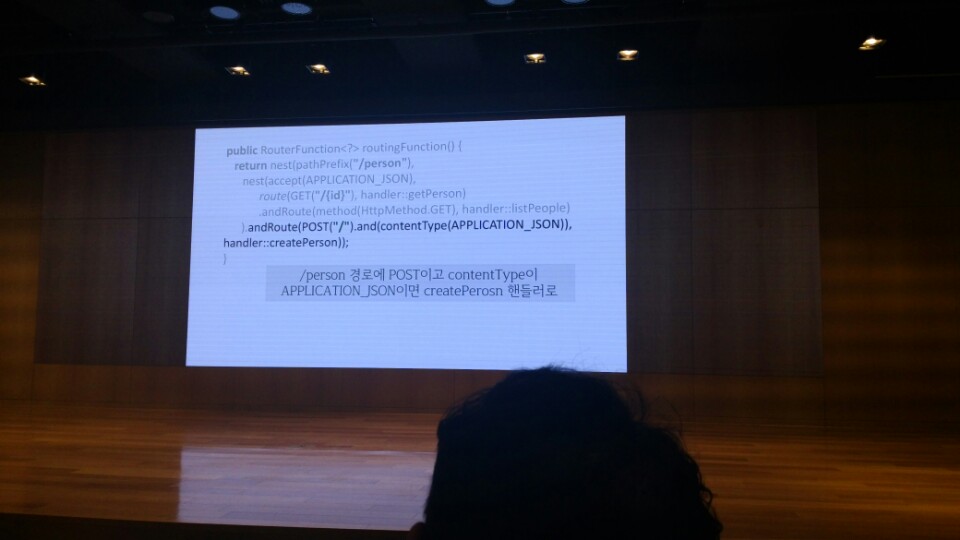 public RouterFunction<?> routingFunction() {
return nest(pathPrefix("/person"),
nest(accept(APPLICATION_JSON),
route(GET("/{id}"), handler::getPerson)
.andRoute(method(HttpMethod.GET), handler::listPeople)
).andRoute(POST("/").and(contentType(APPLICATION_JSON)),
handler::createPerson));
}
/person 경로에 POST이고 contentType이
APPLICATION_JSON이면 createPerosn 핸들러로